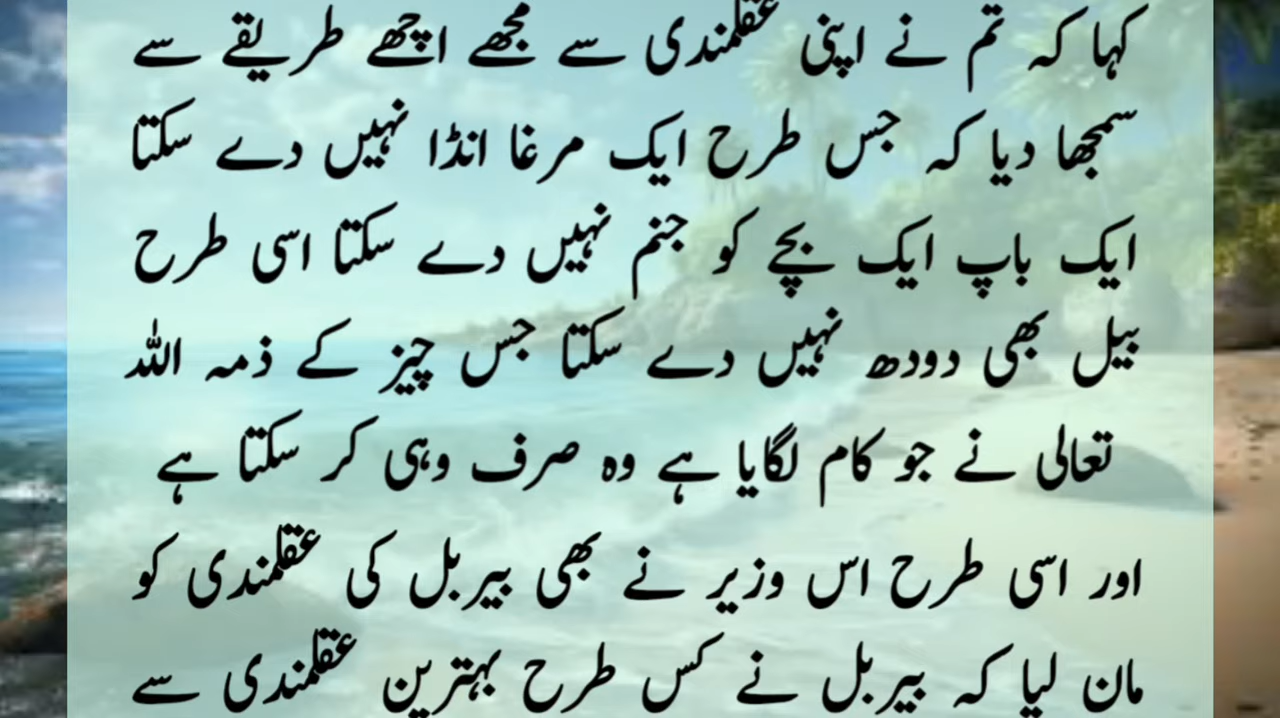 کہا کہ تم نے اپنی عقلمندی سے مجھے اچھے طریقے سے
سمجھا دیا کہ جس طرح ایک مرغا انڈا نہیں دے سکتا
ایک باپ ایک بچے کو جنم نہیں دے سکتا اسی طرح
بیل بھی دودھ نہیں دے سکتا جس چیز کے ذمہ اللہ
تعالی نے جو کام لگایا ہے وہ صرف وہی کر سکتا ہے
اور اسی طرح اس وزیر نے بھی بیربل کی عقلمندی کو
مان لیا کہ بیربل نے کس طرح بہترین عقلمندی سے